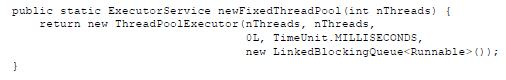 public static ExecutorService newFixedThreadPool(int nThreads) {
    return new ThreadPoolExecutor(nThreads, nThreads,
                                  0L, TimeUnit.MILLISECONDS,
                                  new LinkedBlockingQueue<Runnable>());
}